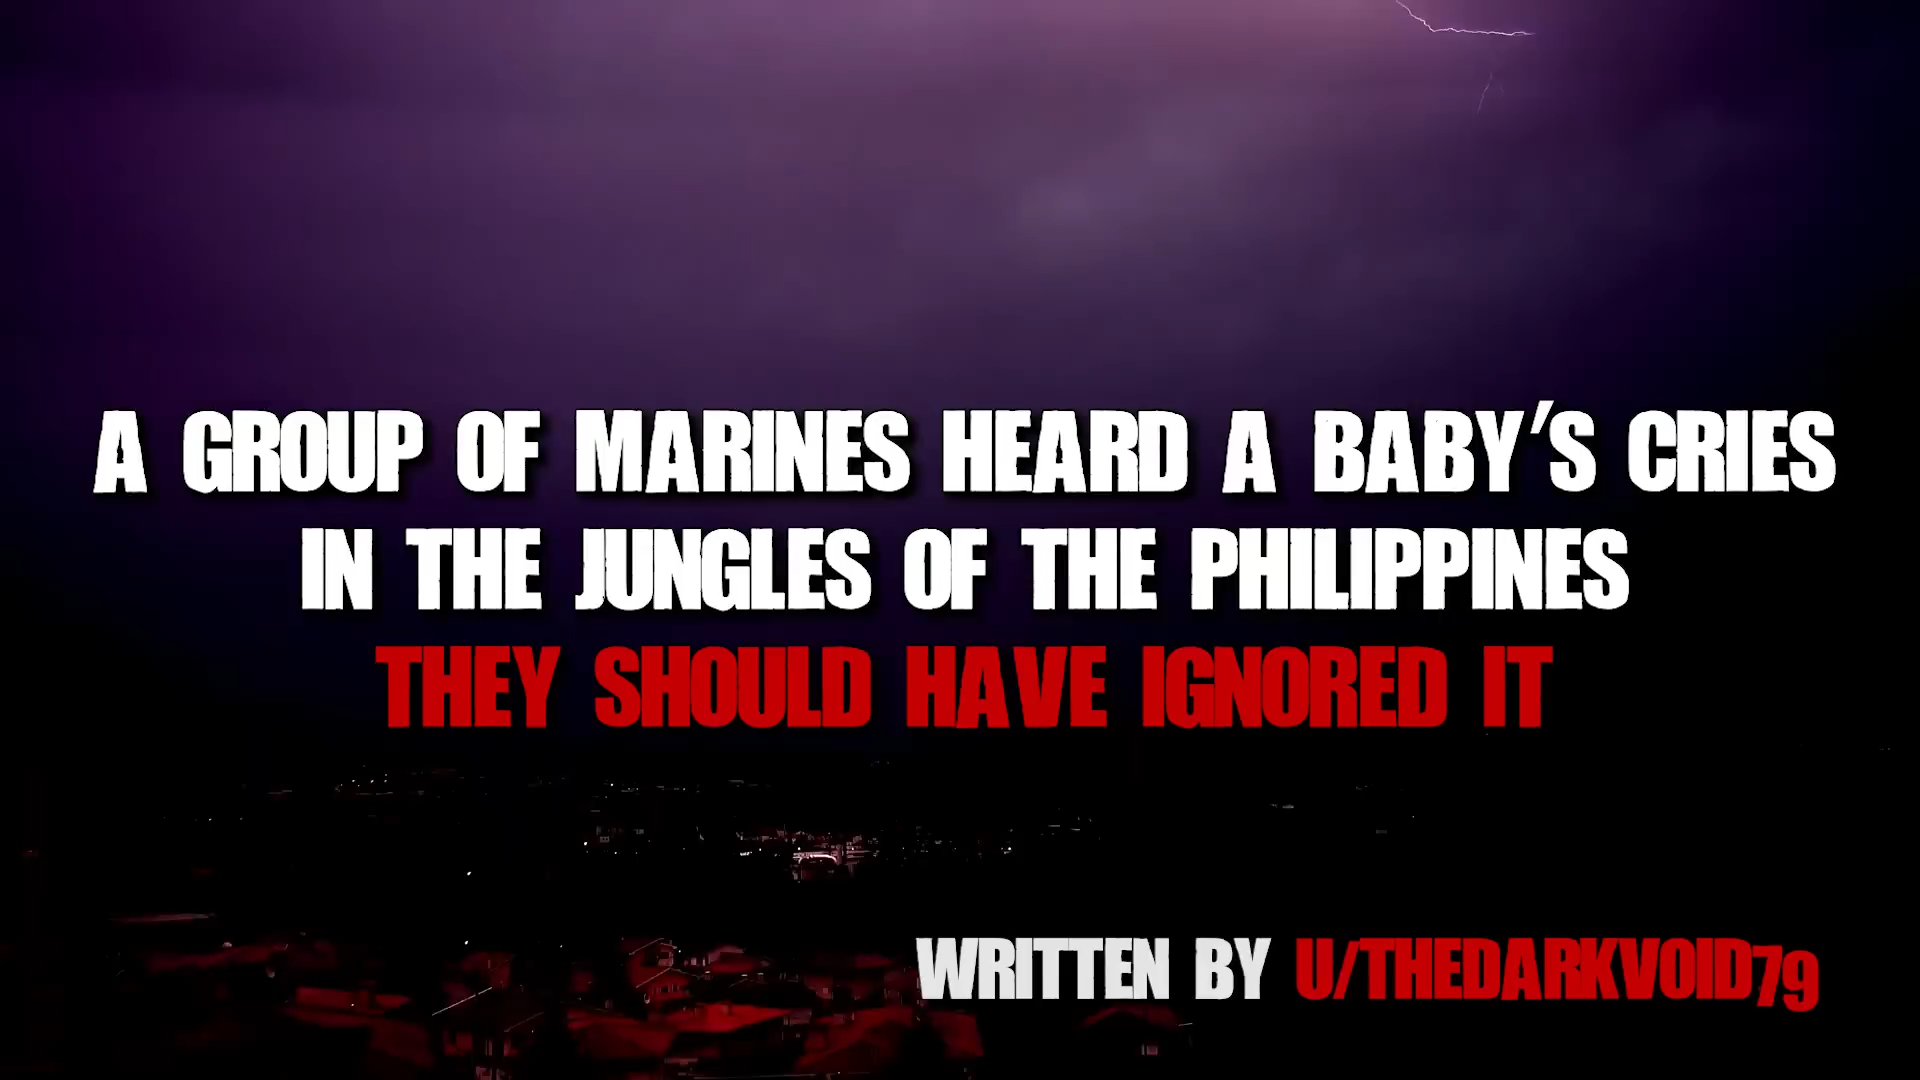 A GROUP OF MARINES HEARD A BABY'S CRIES
IN THE JUNGLES OF THE PHILIPPINES
THEY SHOULD HAVE IGNORED IT
WRITTEN BY U/THEDARKVOID79